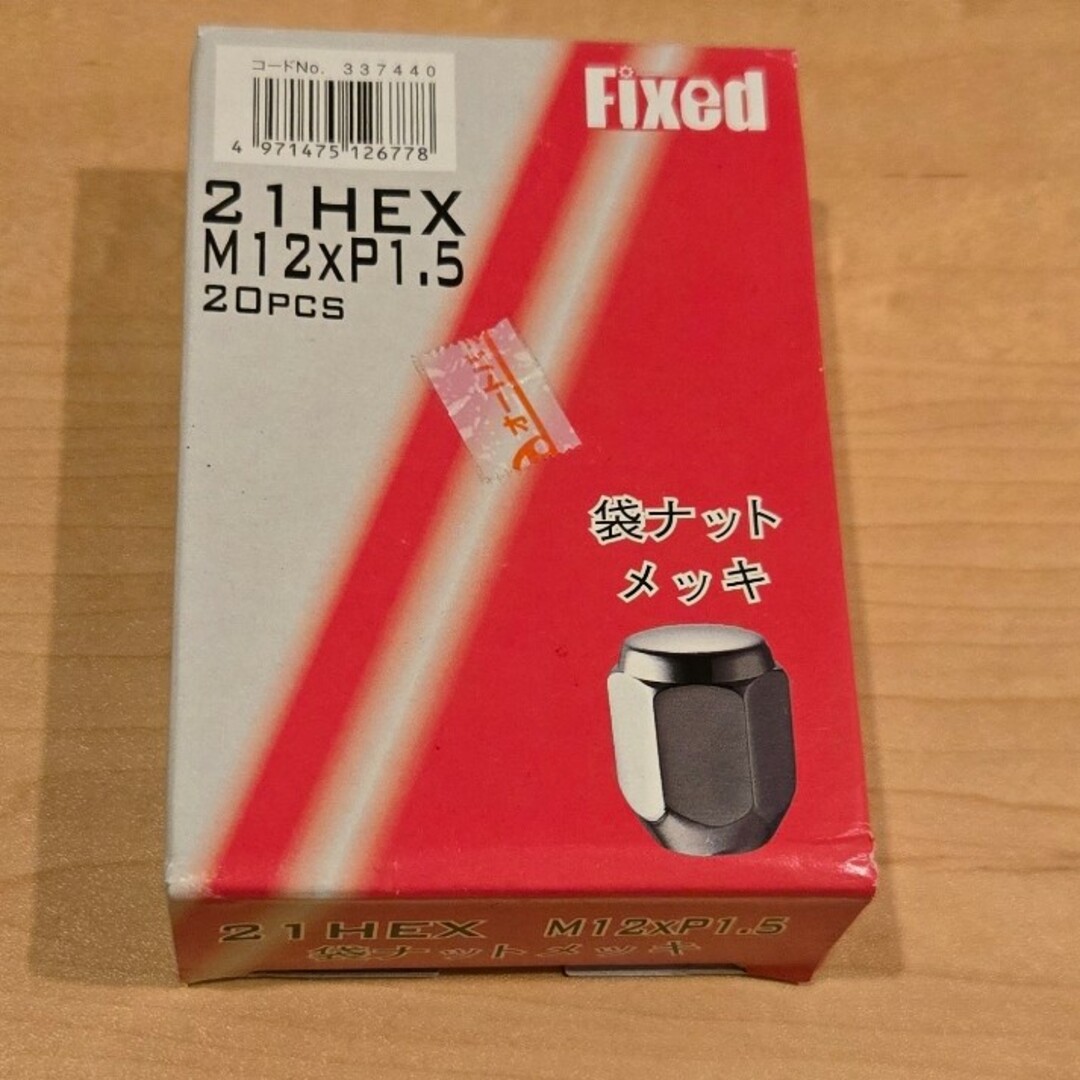 コードNo. 337440
4 971475 126778
Fixed
21HEX
M12xP1.5
20PCS
袋ナット
メッキ
21HEX M12xP1.5
袋ナットメッキ